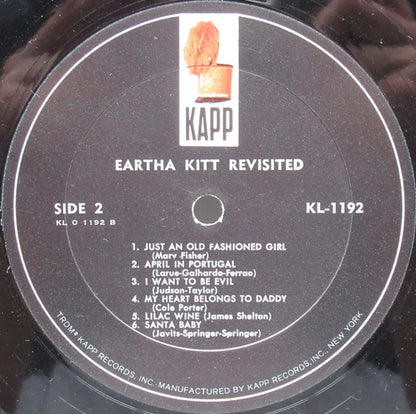 KAPP
EARTHA KITT REVISITED
SIDE 2
KL-1192
KL O 1192 B
1. JUST AN OLD FASHIONED GIRL
(Marv Fisher)
2. APRIL IN PORTUGAL
(Larue-Galhardo-Ferrao)
3. I WANT TO BE EVIL
(Judson-Taylor)
4. MY HEART BELONGS TO DADDY
(Cole Porter)
5. LILAC WINE (James Shelton)
6. SANTA BABY
(Javits-Springer-Springer)
TRDM® KAPP RECORDS, INC. MANUFACTURED BY KAPP RECORDS, INC., NEW YORK